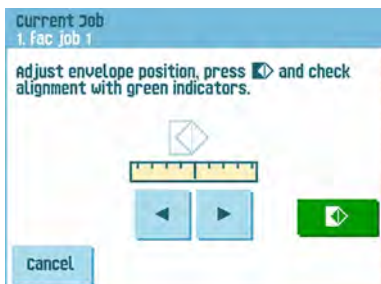 Current Job
1. Fac job 1
Adjust envelope position, press and check
alignment with green indicators.
Cancel